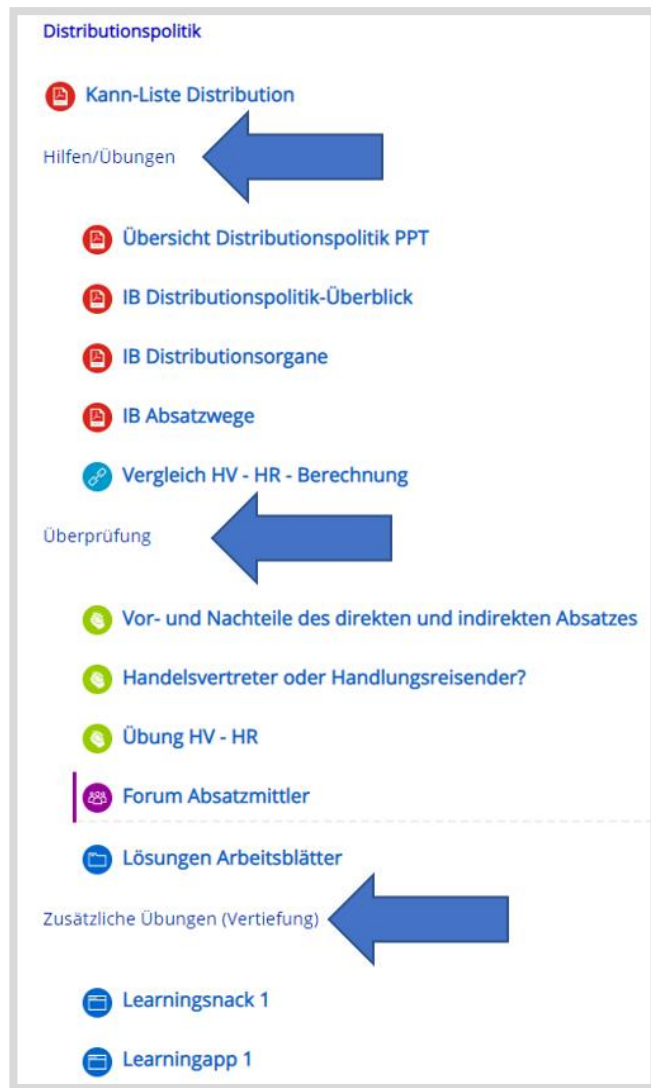 Distributionspolitik
Kann-Liste Distribution
Hilfen/Übungen
Übersicht Distributionspolitik PPT
IB Distributionspolitik-Überblick
IB Distributionsorgane
IB Absatzwege
Vergleich HV - HR - Berechnung
Überprüfung
Vor- und Nachteile des direkten und indirekten Absatzes
Handelsvertreter oder Handlungsreisender?
Übung HV - HR
Forum Absatzmittler
Lösungen Arbeitsblätter
Zusätzliche Übungen (Vertiefung)
Learningsnack 1
Learningapp 1